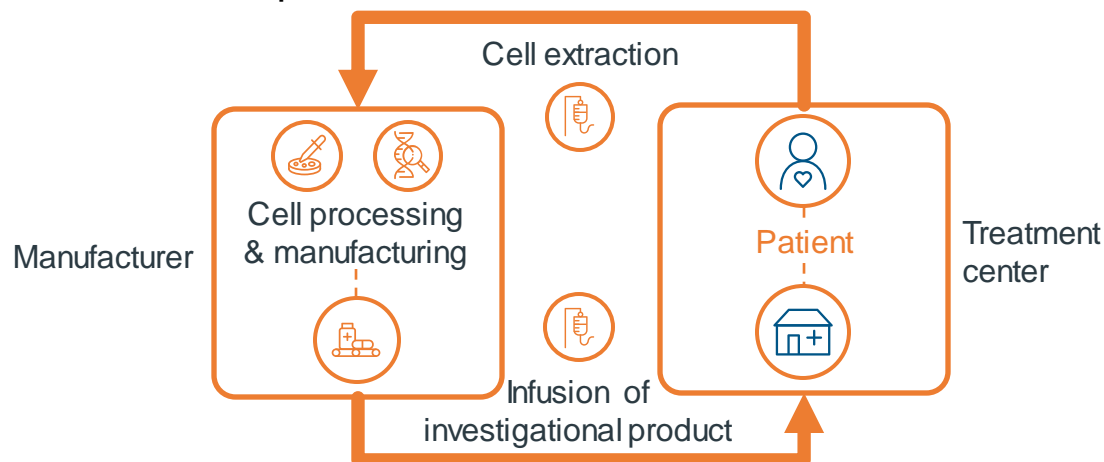 Cell extraction
Cell processing
& manufacturing
Manufacturer
Patient
Treatment
center
Infusion of
investigational product